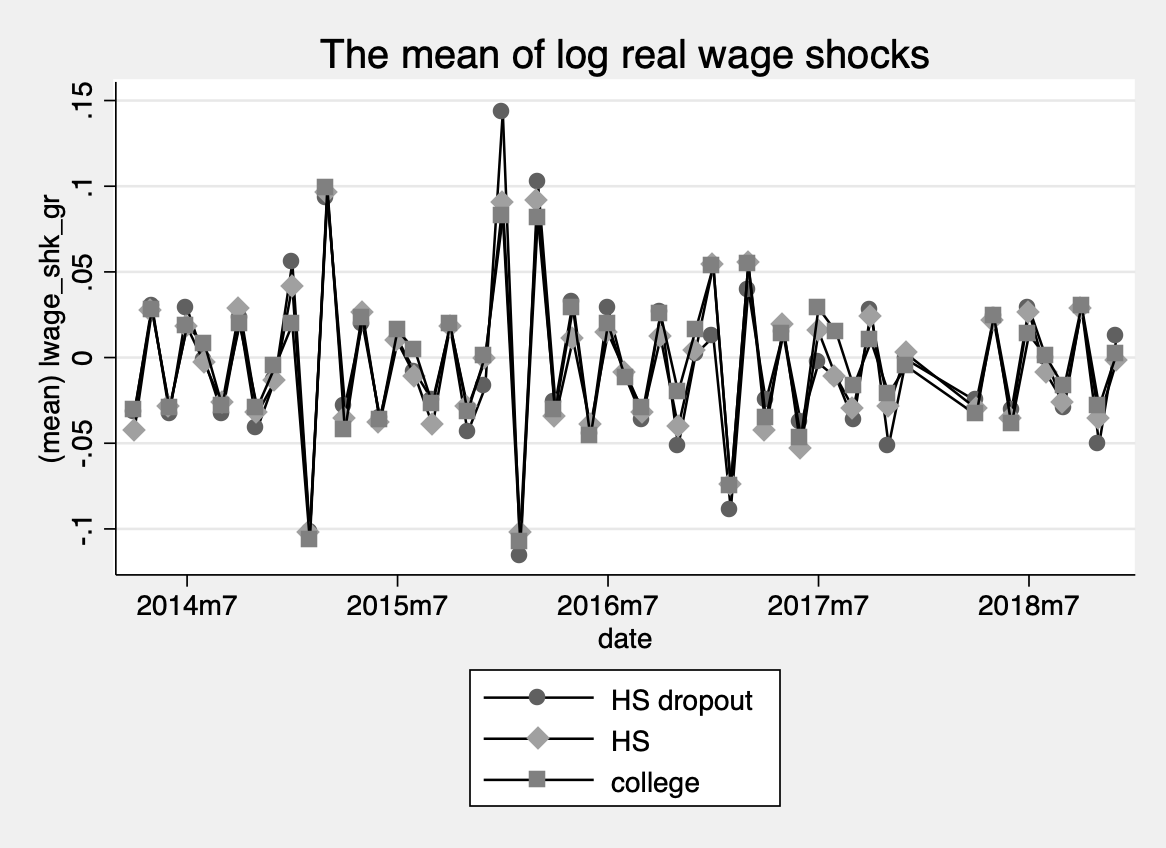 The mean of log real wage shocks
(mean) lwage_shk_gr
.15
.1
.05
0
-.05
-.1
2014m7 2015m7 2016m7 2017m7 2018m7
date
HS dropout
HS
college